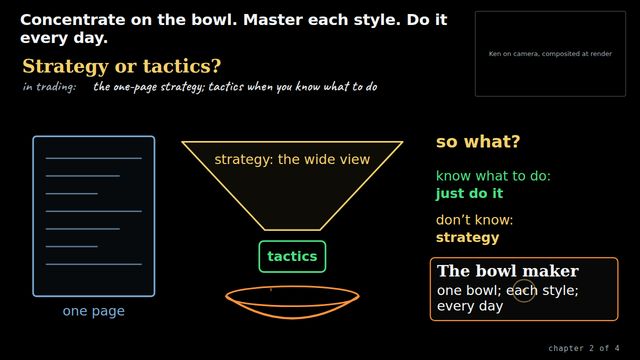 Concentrate on the bowl. Master each style. Do it
every day.
Ken on camera, composited at render
Strategy or tactics?
in trading: the one-page strategy; tactics when you know what to do
strategy: the wide view
tactics
one page
so what?
know what to do:
just do it
don’t know:
strategy
The bowl maker
one bowl; each style;
every day
chapter 2 of 4